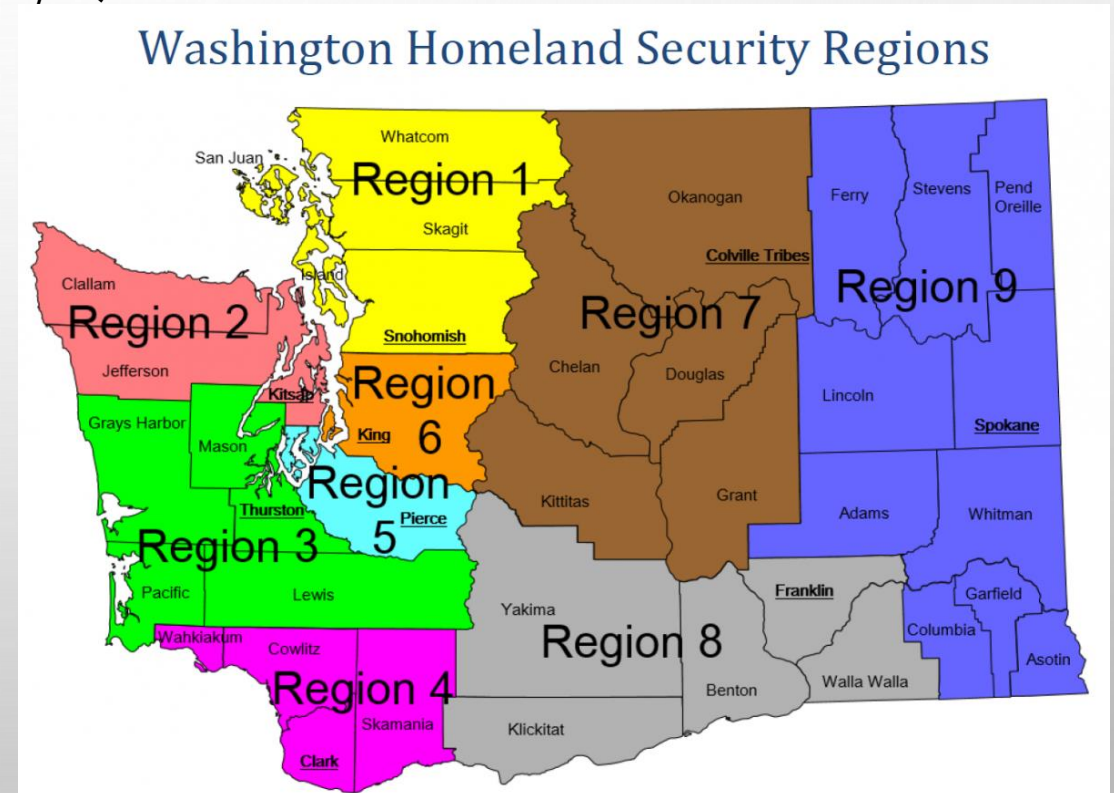 Washington Homeland Security Regions
Whatcom
San Juan
Region 1
Skagit
Island
Snohomish
Okanogan
Colville Tribes
Region 7
Chelan
Douglas
Kittitas
Grant
Ferry
Stevens
Pend
Oreille
Region 9
Lincoln
Spokane
Adams
Whitman
Garfield
Columbia
Asotin
Clallam
Region 2
Jefferson
Kitsap
Region
6
King
Grays Harbor
Mason
Thurston
Region 3
Pacific
Lewis
Region
5
Pierce
Wahkiakum
Cowlitz
Region 4
Skamania
Clark
Yakima
Region 8
Franklin
Benton
Walla Walla
Klickitat